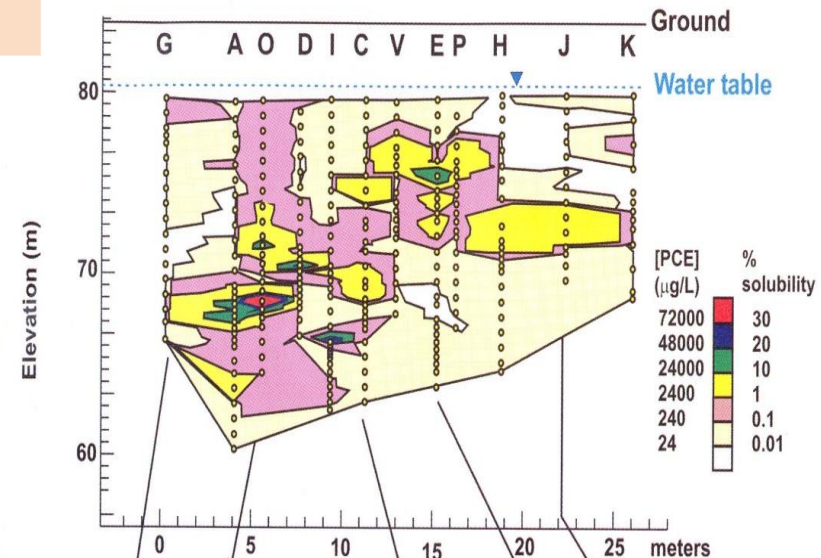 Ground
G A O D I C V E P H J K
80
Water table
70
60
Elevation (m)
[PCE] %
(μg/L) solubility
72000 30
48000 20
24000 10
2400 1
240 0.1
24 0.01
0 5 10 15 20 25 meters